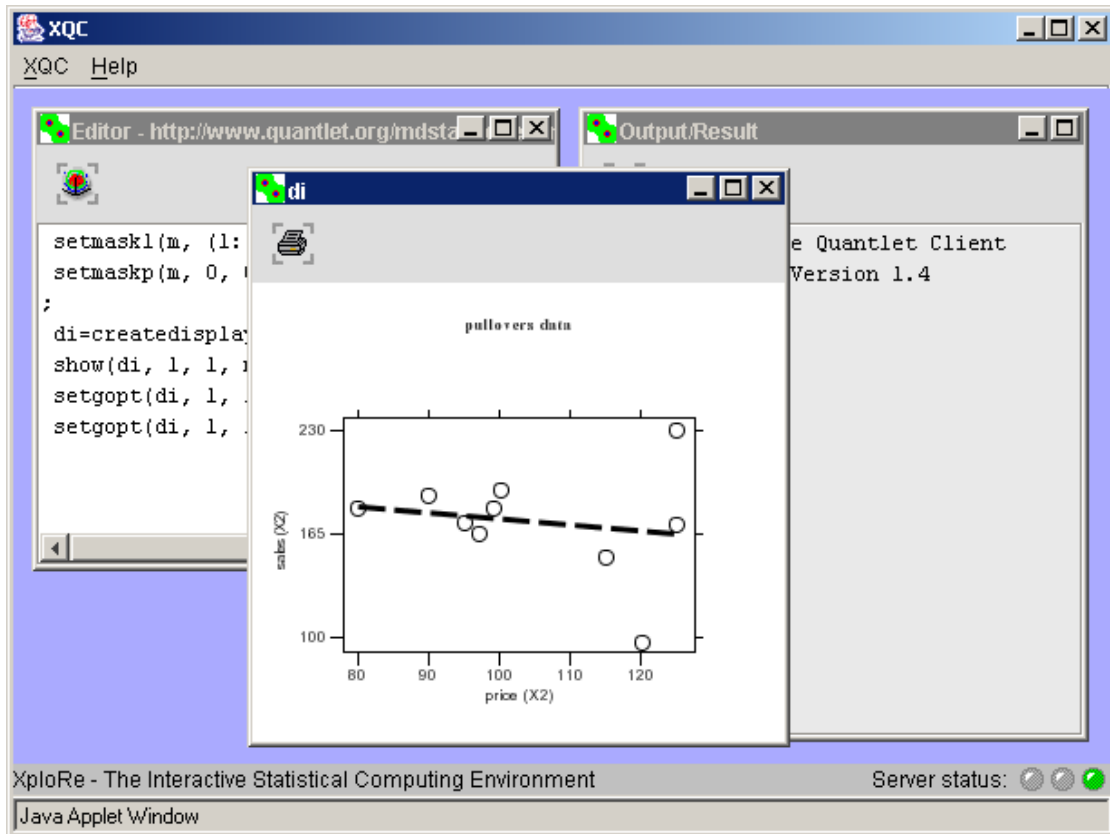 XQC
XQC Help
Editor - http://www.quantlet.org/mdsta
setmaskl(m, (1:
setmaskp(m, 0,
;
di=createdisplay
show(di, 1, 1,
setgopt(di, 1,
setgopt(di, 1,
Output/Result
e Quantlet Client
Version 1.4
di
pullovers data
230
165
100
sales (X2)
80 90 100 110 120
price (X2)
XploRe - The Interactive Statistical Computing Environment
Server status:
Java Applet Window